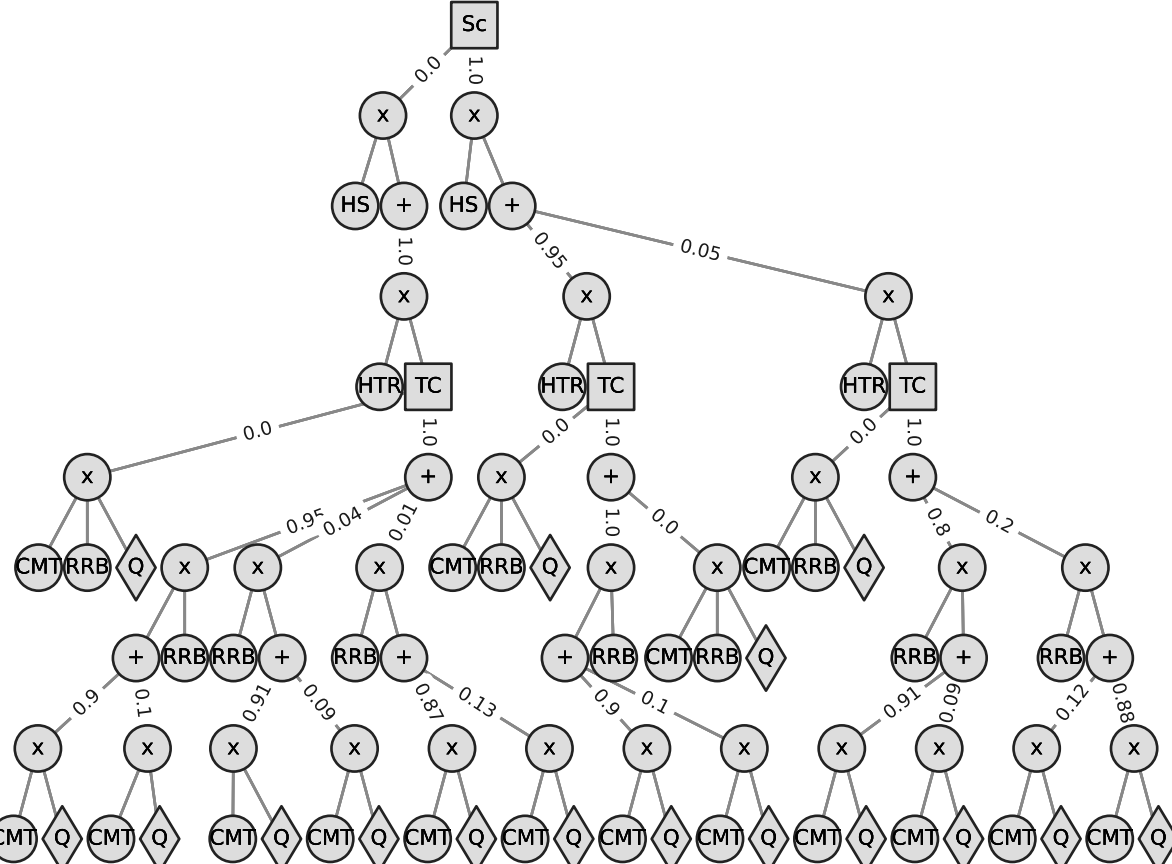 Sc
0.0 1.0
x x
HS + HS +
1.0 0.95 0.05
x x x
HTR TC HTR TC HTR TC
0.0 1.0 0.0 1.0 0.0 1.0
x + x + x +
0.95 0.04 0.01 1.0 0.0 0.8 0.2
CMT RRB Q x x x CMT RRB Q x x CMT RRB Q x x
+ RRB RRB + RRB + + RRB CMT RRB Q RRB + RRB +
0.9 0.1 0.91 0.09 0.87 0.13 0.9 0.1 0.91 0.09 0.12 0.88
x x x x x x x x x x x x
CMT Q CMT Q CMT Q CMT Q CMT Q CMT Q CMT Q CMT Q CMT Q CMT Q CMT Q CMT Q